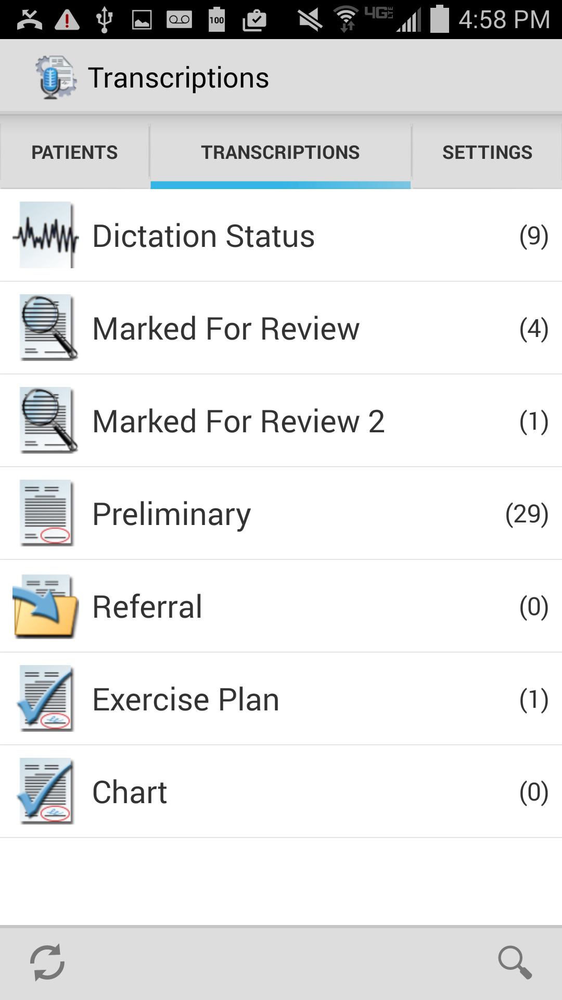 100 4G LTE 4:58 PM
Transcriptions
PATIENTS TRANSCRIPTIONS SETTINGS
Dictation Status (9)
Marked For Review (4)
Marked For Review 2 (1)
Preliminary (29)
Referral (0)
Exercise Plan (1)
Chart (0)